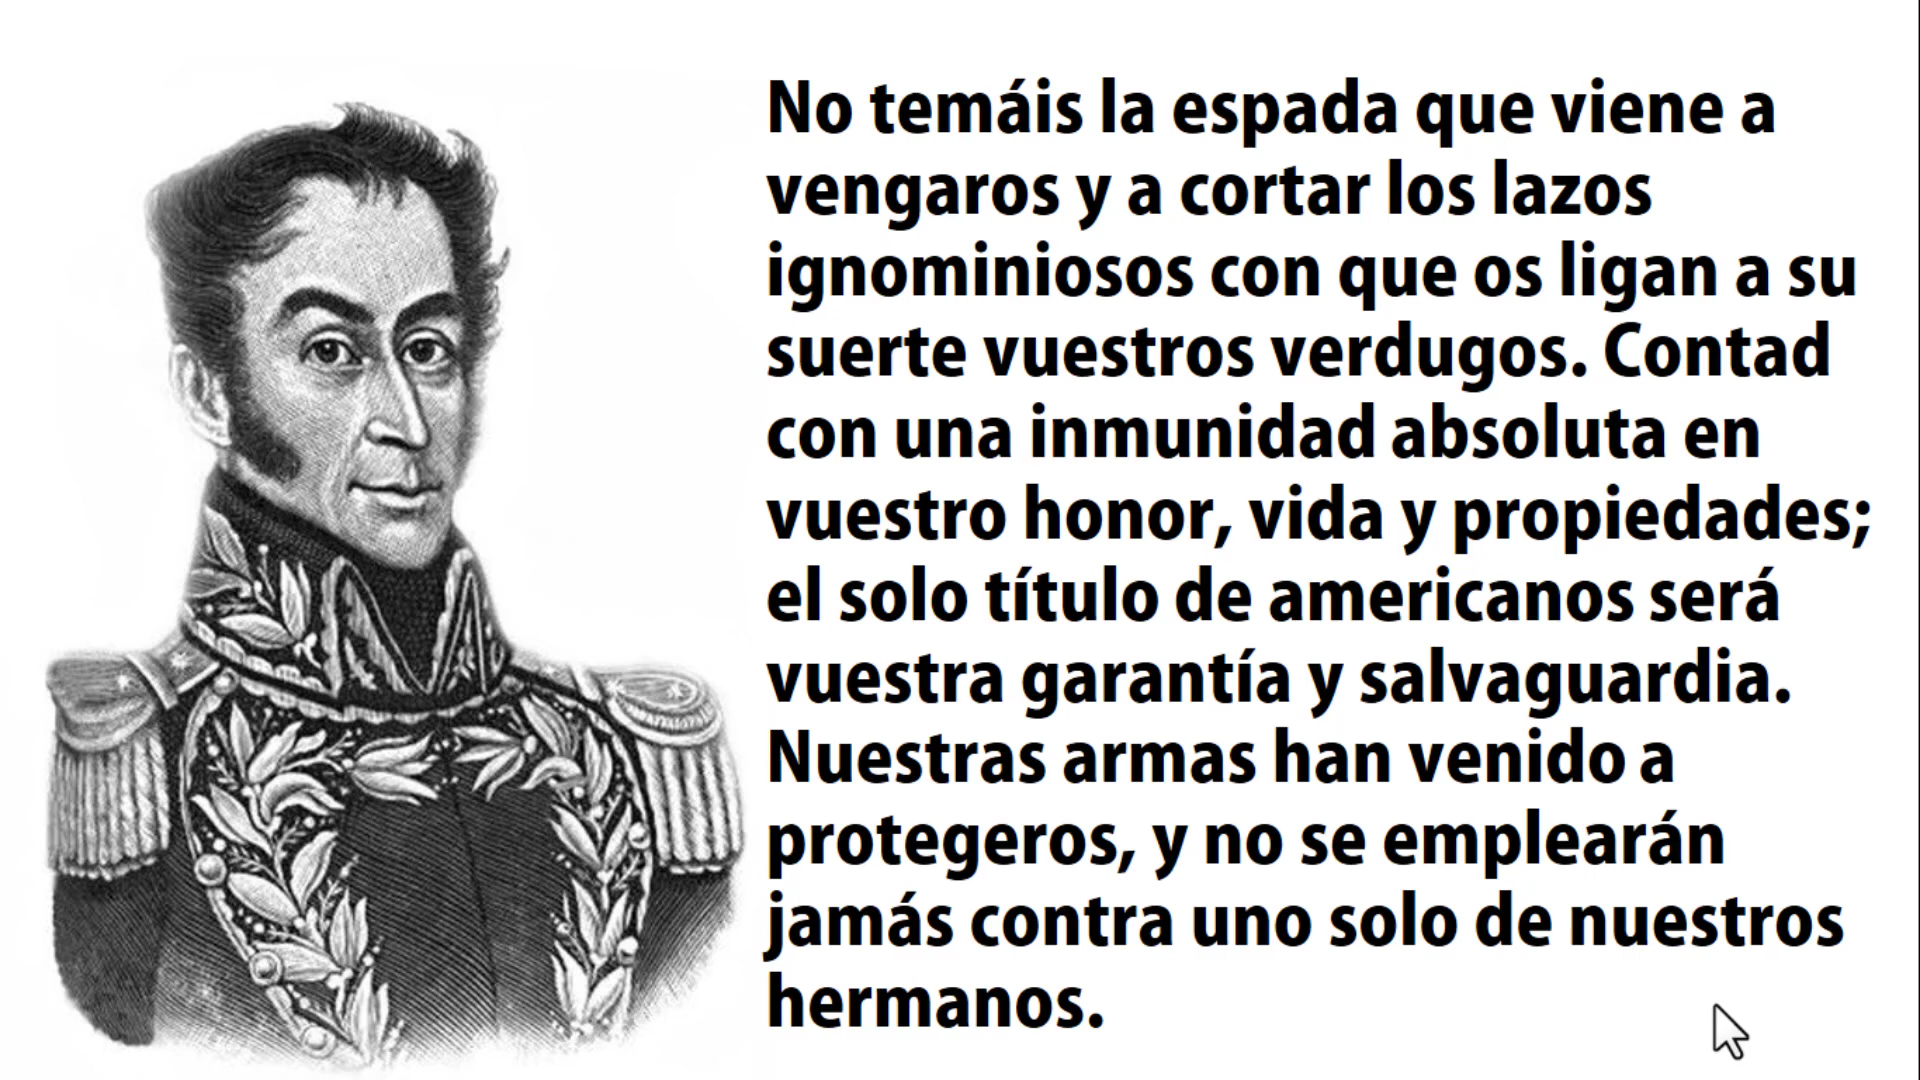 No temáis la espada que viene a
vengaros y a cortar los lazos
ignominiosos con que os ligan a su
suerte vuestros verdugos. Contad
con una inmunidad absoluta en
vuestro honor, vida y propiedades;
el solo título de americanos será
vuestra garantía y salvaguardia.
Nuestras armas han venido a
protegeros, y no se emplearán
jamás contra uno solo de nuestros
hermanos.